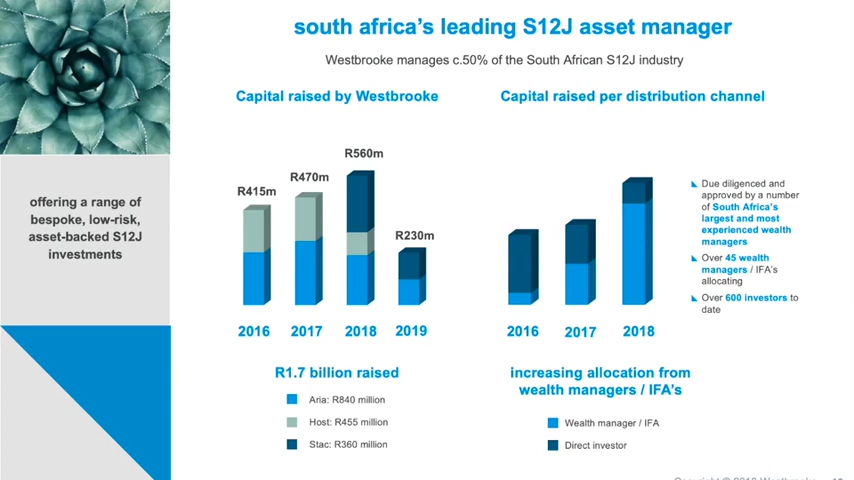 south africa's leading S12J asset manager
Westbrooke manages c.50% of the South African S12J industry
offering a range of
bespoke, low-risk,
asset-backed S12J
investments
Capital raised by Westbrooke
R415m
R470m
R560m
R230m
2016
2017
2018
2019
R1.7 billion raised
Aria: R840 million
Host: R455 million
Stac: R360 million
Capital raised per distribution channel
2016
2017
2018
increasing allocation from
wealth managers / IFA's
Wealth manager / IFA
Direct investor
Due diligenced and
approved by a number
of South Africa's
largest and most
experienced wealth
managers
Over 45 wealth
managers / IFA's
allocating
Over 600 investors to
date